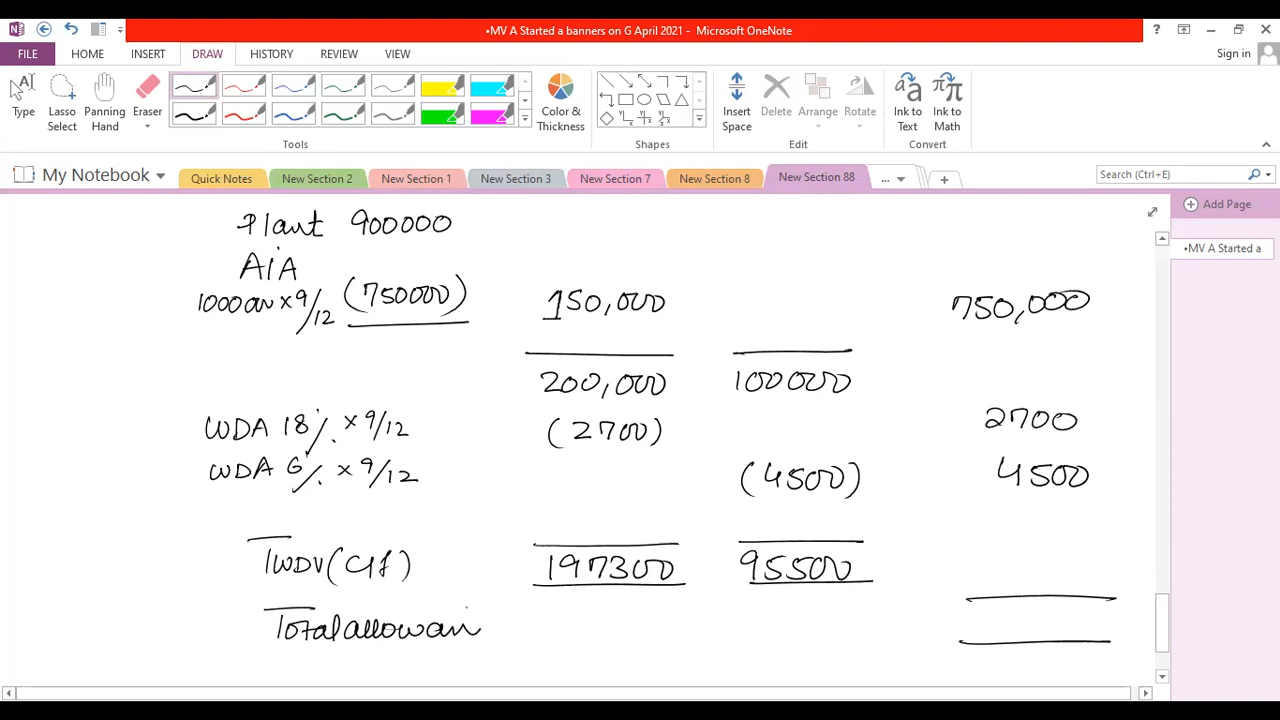 •MV A Started a banners on G April 2021 - Microsoft OneNote
FILE HOME INSERT DRAW HISTORY REVIEW VIEW Sign in
Type Lasso Select Panning Hand Eraser Color & Thickness Insert Space Delete Arrange Rotate Ink to Text Ink to Math
Tools Shapes Edit Convert
My Notebook Quick Notes New Section 2 New Section 1 New Section 3 New Section 7 New Section 8 New Section 88 ... Search (Ctrl+E)
Add Page
•MV A Started a
Plant 900000
AiA
100000 x 9/12 (750000) 150,000 750,000
200,000 100000
WDA 18%. x 9/12 (2700) 2700
WDA 6%. x 9/12 (4500) 4500
TWDV (C/f) 197300 95500
Total allowan